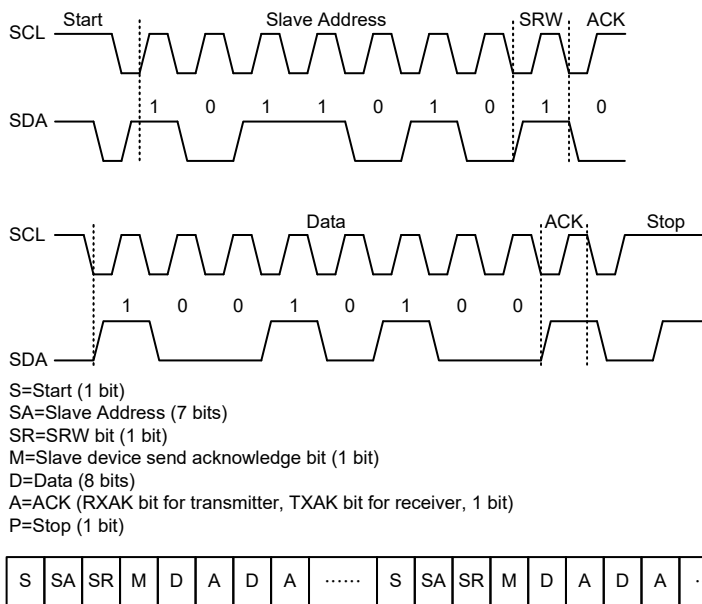 Start Slave Address SRW ACK
SCL
1 0 1 1 0 1 0 1 0
SDA
Data ACK Stop
SCL
1 0 0 1 0 1 0 0
SDA
S=Start (1 bit)
SA=Slave Address (7 bits)
SR=SRW bit (1 bit)
M=Slave device send acknowledge bit (1 bit)
D=Data (8 bits)
A=ACK (RXAK bit for transmitter, TXAK bit for receiver, 1 bit)
P=Stop (1 bit)
S SA SR M D A D A ...... S SA SR M D A D A